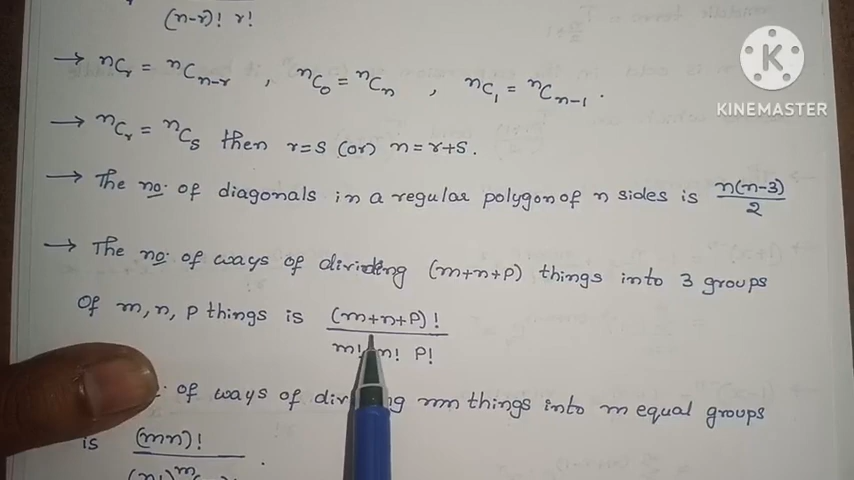 (n-r)! r!
→ ⁿCᵣ = ⁿCₙ₋ᵣ , ⁿC₀ = ⁿCₙ , ⁿC₁ = ⁿCₙ₋₁ .
KINEMASTER
→ ⁿCᵣ = ⁿCₛ then r=s (or) n=r+s.
→ The no. of diagonals in a regular polygon of n sides is n(n-3)/2
→ The no. of ways of dividing (m+n+p) things into 3 groups
of m, n, p things is (m+n+p)!/m! n! p!
of ways of dividing mn things into m equal groups
is (mn)!/(n!)ᵐ .